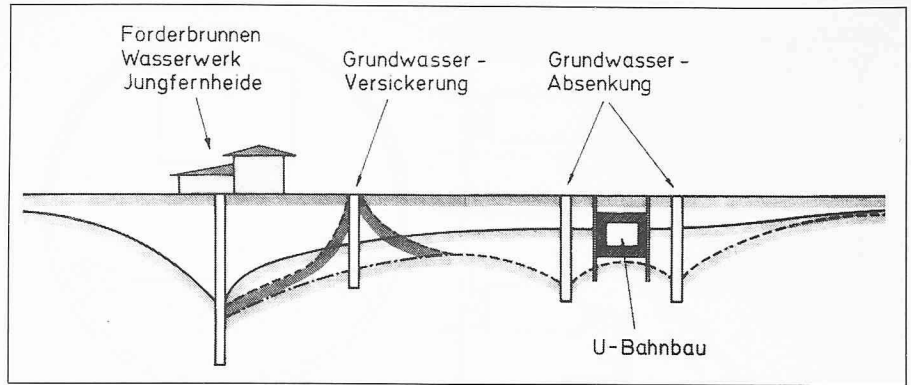 Förderbrunnen
Wasserwerk
Jungfernheide
Grundwasser -
Versickerung
Grundwasser -
Absenkung
U-Bahnbau